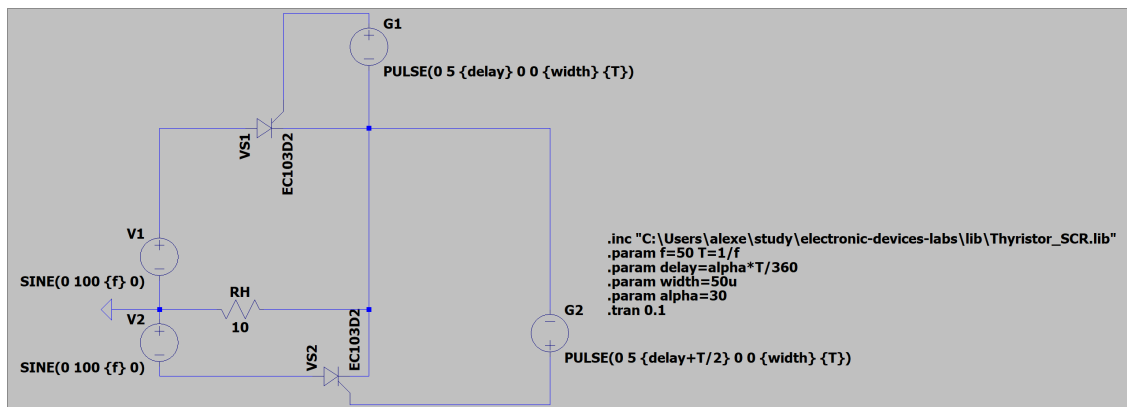 G1
+
−
PULSE(0 5 {delay} 0 0 {width} {T})
VS1
EC103D2
V1
+
−
SINE(0 100 {f} 0)
RH
10
V2
+
−
SINE(0 100 {f} 0)
VS2
EC103D2
G2
−
+
PULSE(0 5 {delay+T/2} 0 0 {width} {T})
.inc "C:\Users\alexe\study\electronic-devices-labs\lib\Thyristor_SCR.lib"
.param f=50 T=1/f
.param delay=alpha*T/360
.param width=50u
.param alpha=30
.tran 0.1